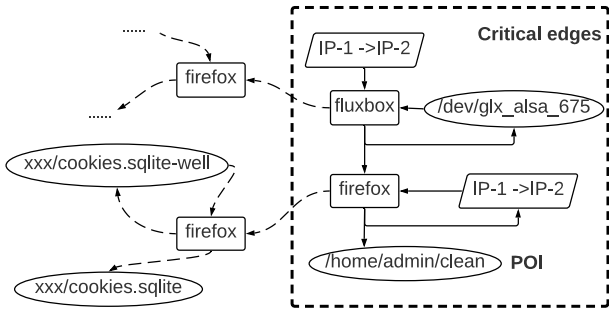 ......
Critical edges
IP-1 ->IP-2
firefox
fluxbox
/dev/glx_alsa_675
......
xxx/cookies.sqlite-well
firefox
IP-1 ->IP-2
firefox
/home/admin/clean
POI
xxx/cookies.sqlite